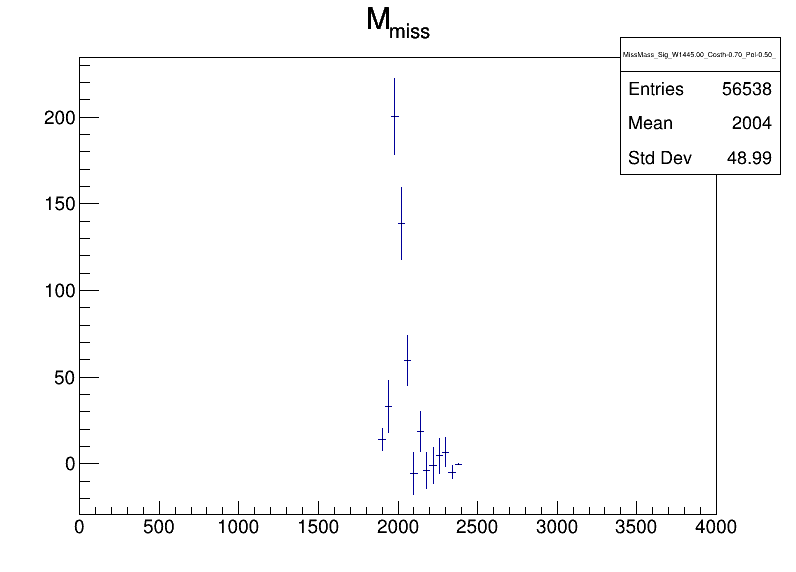 M_miss
MissMass_Sig_W1445.00_Costh-0.70_Pol-0.50_
Entries 56538
Mean 2004
Std Dev 48.99
200
150
100
50
0
0 500 1000 1500 2000 2500 3000 3500 4000